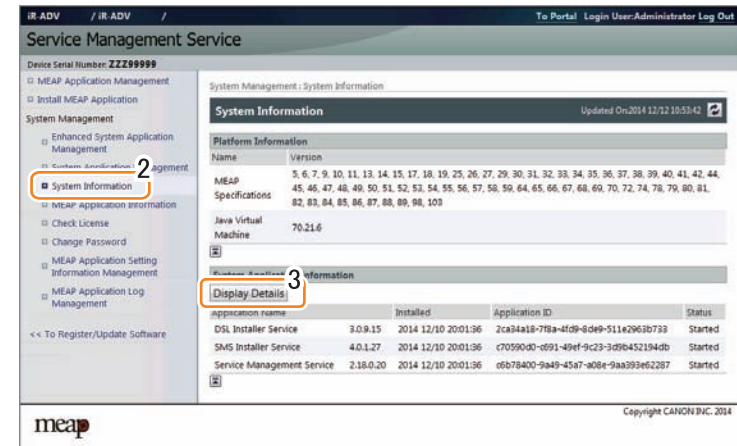 iR-ADV / iR-ADV / To Portal Login User:Administrator Log Out
Service Management Service
Device Serial Number: ZZZ99999
MEAP Application Management
Install MEAP Application
System Management
Enhanced System Application
Management
System Application Management
2
System Information
MEAP Application Information
Check License
Change Password
MEAP Application Setting
Information Management
MEAP Application Log
Management
<< To Register/Update Software
System Management : System Information
System Information Updated On:2014 12/12 10:53:42
Platform Information
Name Version
MEAP
Specifications
5, 6, 7, 9, 10, 11, 13, 14, 15, 17, 18, 19, 25, 26, 27, 29, 30, 31, 32, 33, 34, 35, 36, 37, 38, 39, 40, 41, 42, 44,
45, 46, 47, 48, 49, 50, 51, 52, 53, 54, 55, 56, 57, 58, 59, 64, 65, 66, 67, 68, 69, 70, 72, 74, 78, 79, 80, 81,
82, 83, 84, 85, 86, 87, 88, 89, 98, 103
Java Virtual
Machine
70.21.6
System Application Information
3
Display Details
Application Name Installed Application ID Status
DSL Installer Service 3.0.9.15 2014 12/10 20:01:36 2ca34a18-7f8a-4fd9-8de9-511e2963b733 Started
SMS Installer Service 4.0.1.27 2014 12/10 20:01:36 c70590d0-c691-49ef-9c23-3d9b452194db Started
Service Management Service 2.18.0.20 2014 12/10 20:01:36 c6b78400-9a49-45a7-a08e-9aa393e62287 Started
Copyright CANON INC. 2014
meap